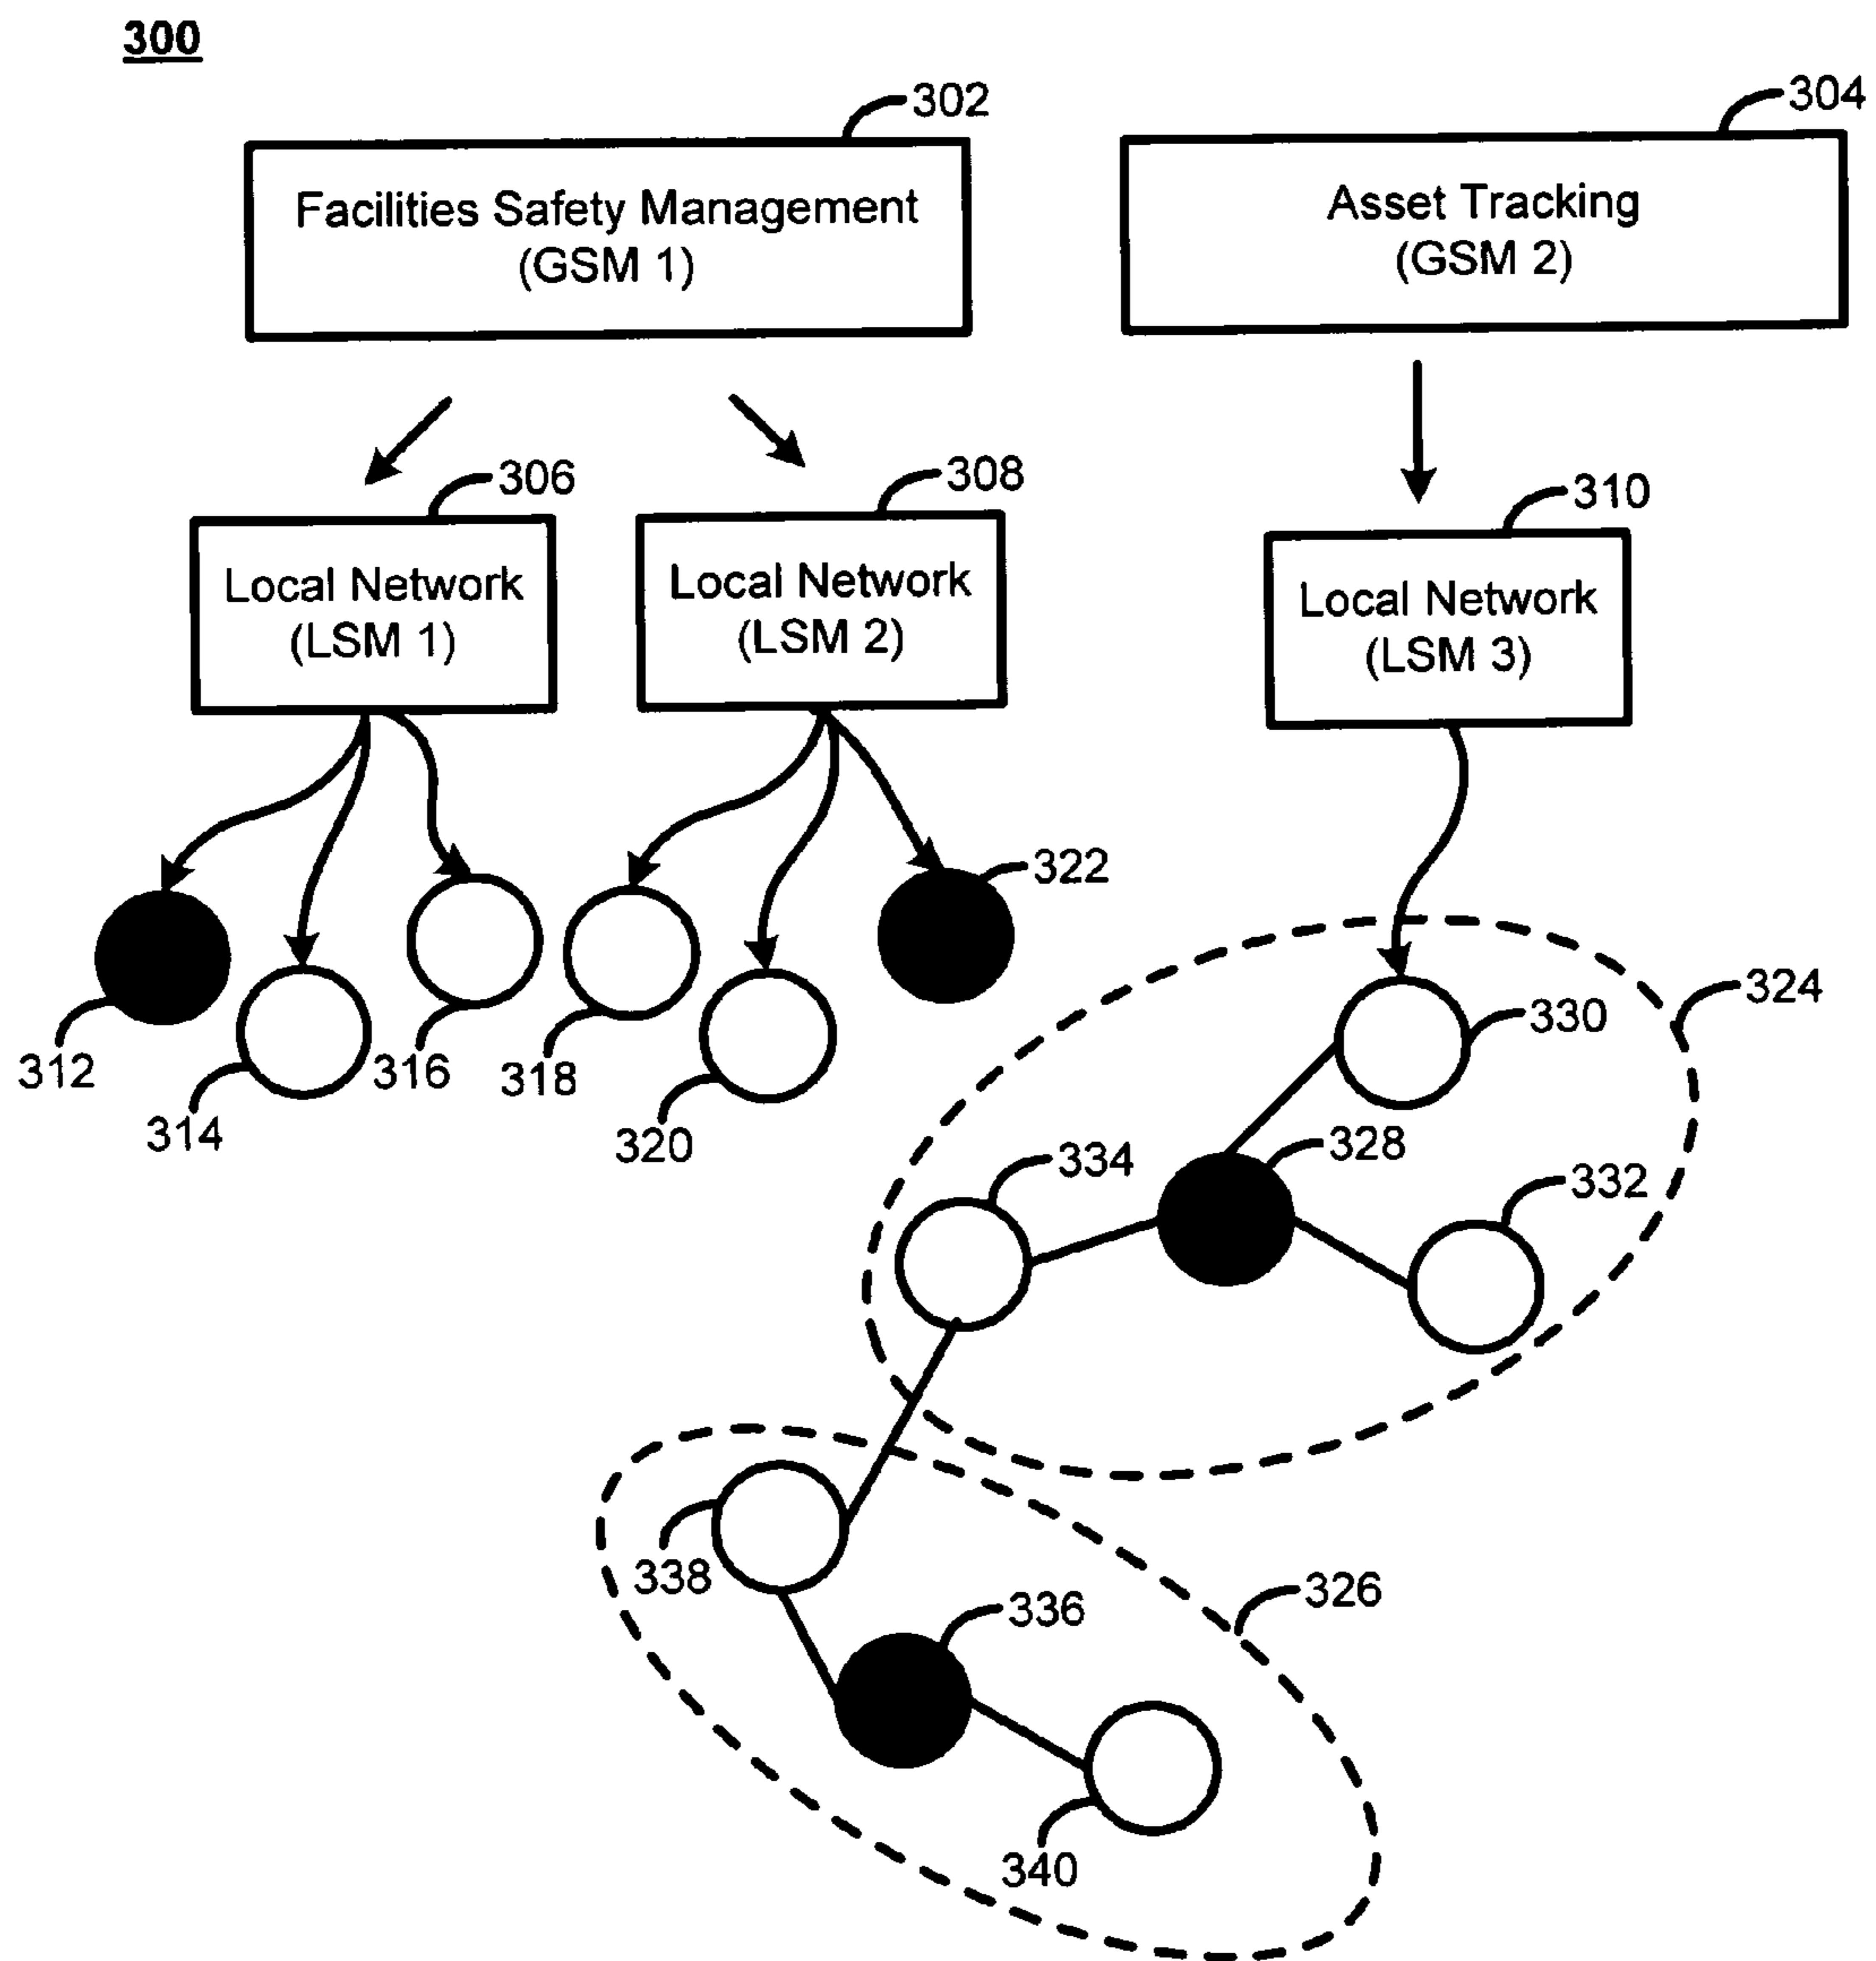 300
302
304
Facilities Safety Management
(GSM 1)
Asset Tracking
(GSM 2)
306
308
310
Local Network
(LSM 1)
Local Network
(LSM 2)
Local Network
(LSM 3)
322
324
330
312
316
318
314
320
328
334
332
338
326
336
340